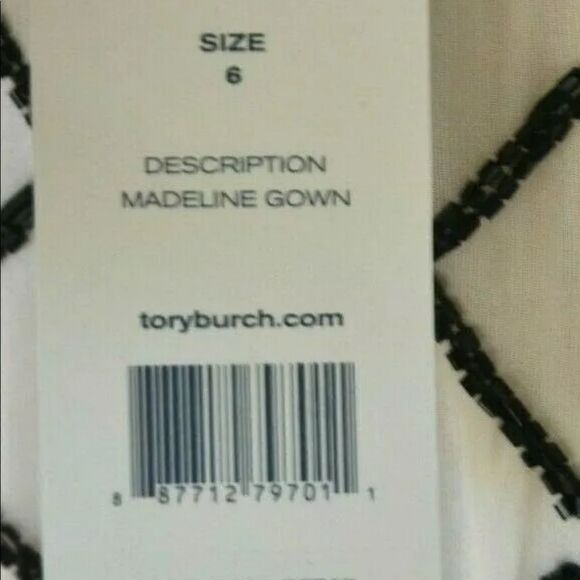 SIZE
6
DESCRIPTION
MADELINE GOWN
toryburch.com
8 87712 79701 1